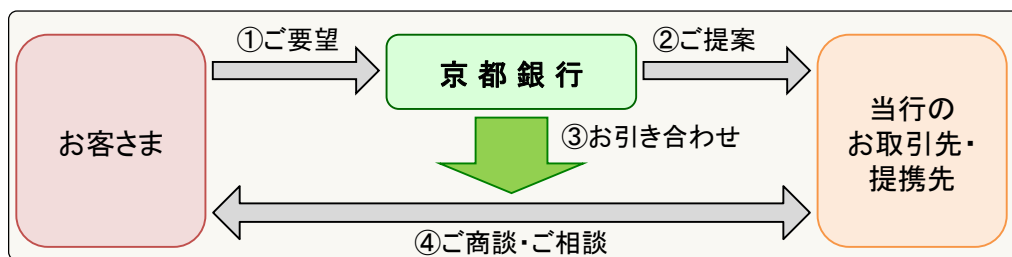 ①ご要望
②ご提案
京都銀行
お客さま
③お引き合わせ
当行の
お取引先・
提携先
④ご商談・ご相談